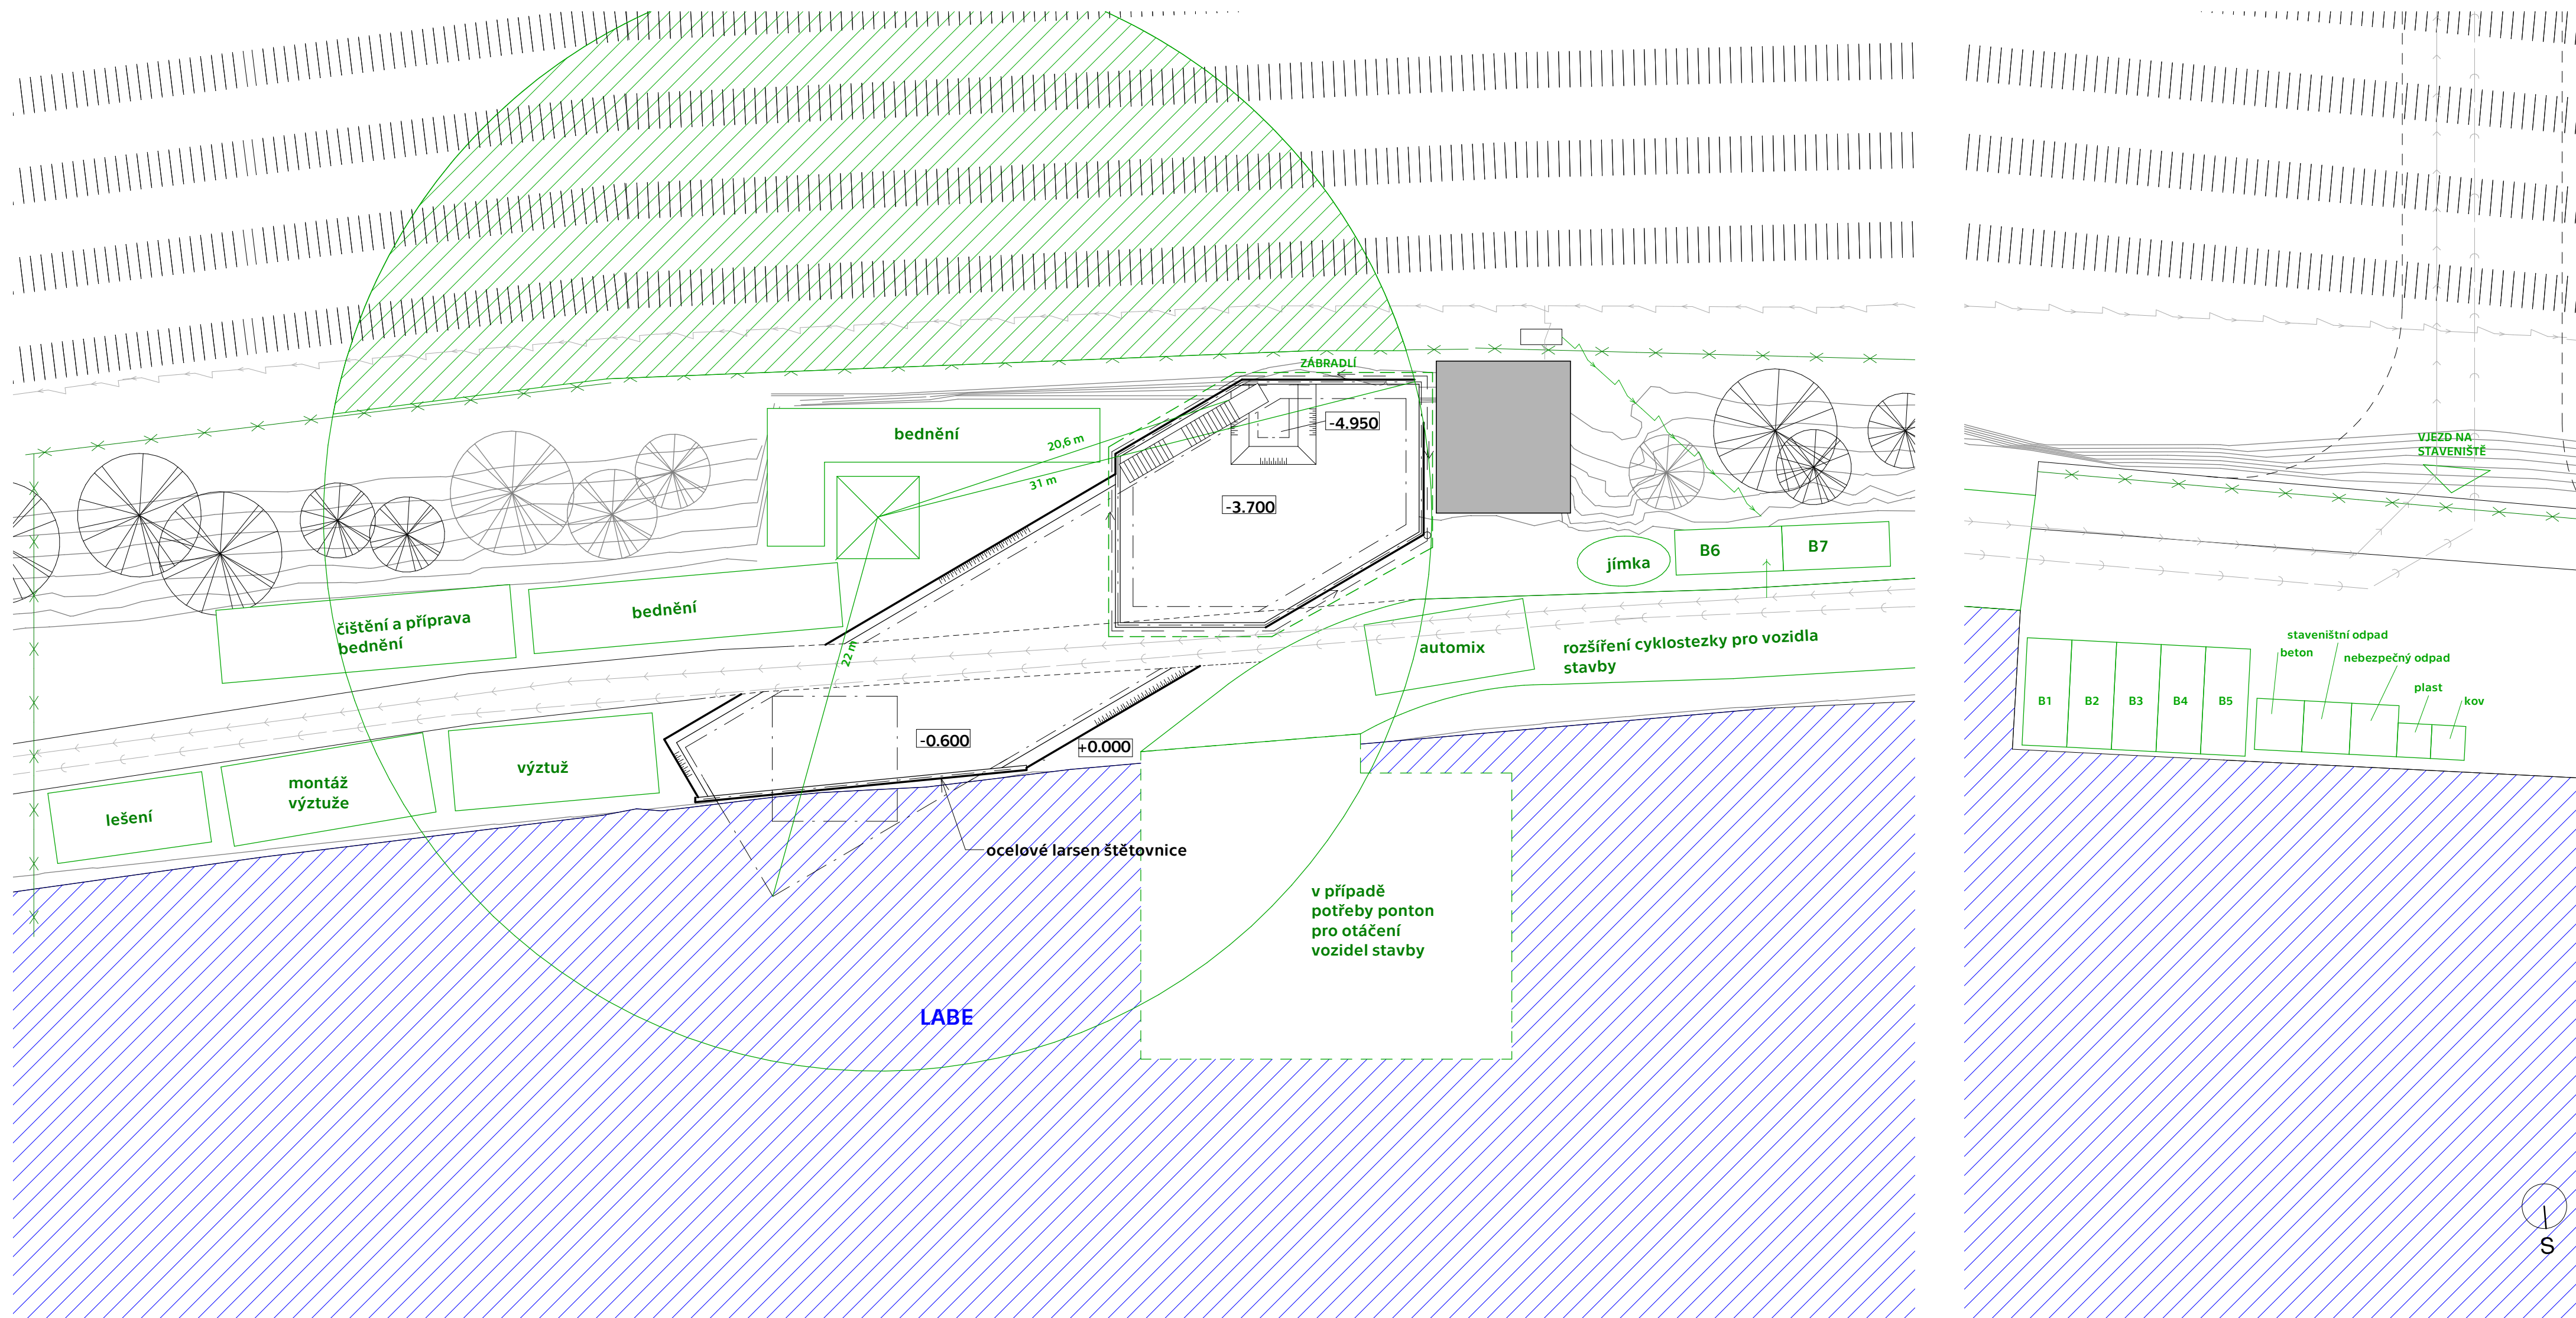 ZÁBRADLÍ
bednění
20,6 m
31 m
-4.950
-3.700
VJEZD NA
STAVENIŠTĚ
jímka
B6
B7
čištění a příprava
bednění
bednění
22 m
automix
rozšíření cyklostezky pro vozidla
stavby
staveništní odpad
beton
nebezpečný odpad
plast
kov
B1
B2
B3
B4
B5
lešení
montáž
výztuže
výztuž
-0.600
+0.000
ocelové larsen štětovnice
v případě
potřeby ponton
pro otáčení
vozidel stavby
LABE
S